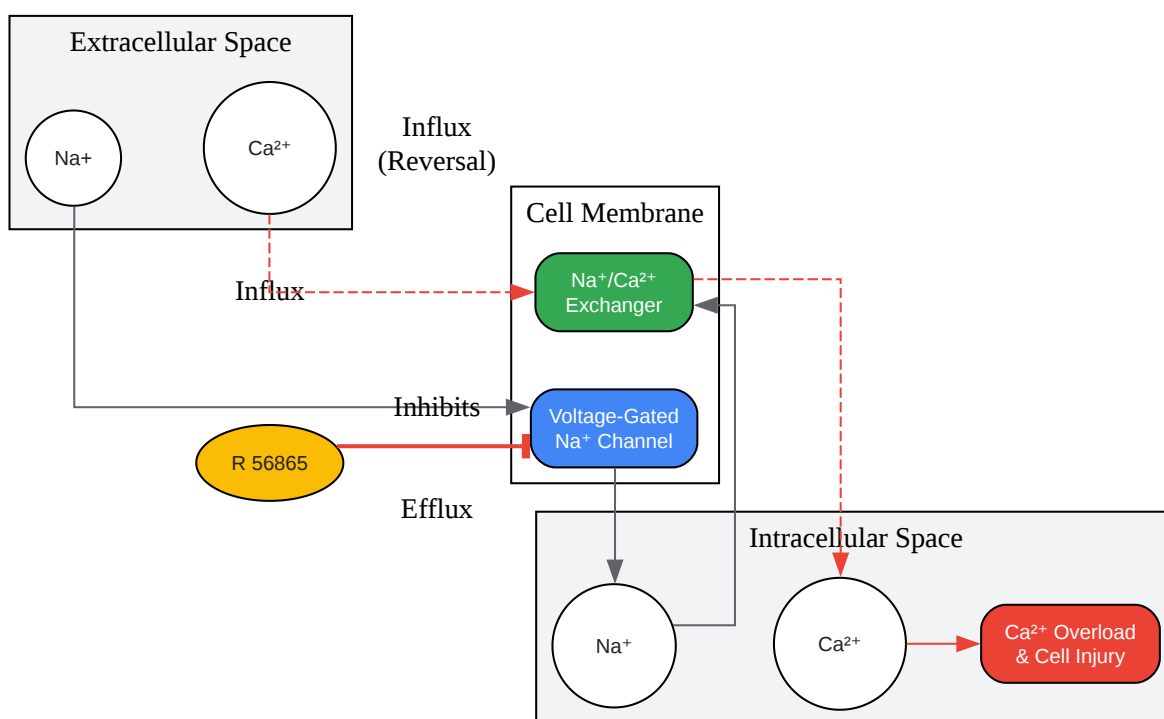 Extracellular Space
Na+
Ca²⁺
Influx
(Reversal)
Cell Membrane
Na⁺/Ca²⁺
Exchanger
Influx
Inhibits
Voltage-Gated
Na⁺ Channel
R 56865
Efflux
Intracellular Space
Na⁺
Ca²⁺
Ca²⁺ Overload
& Cell Injury